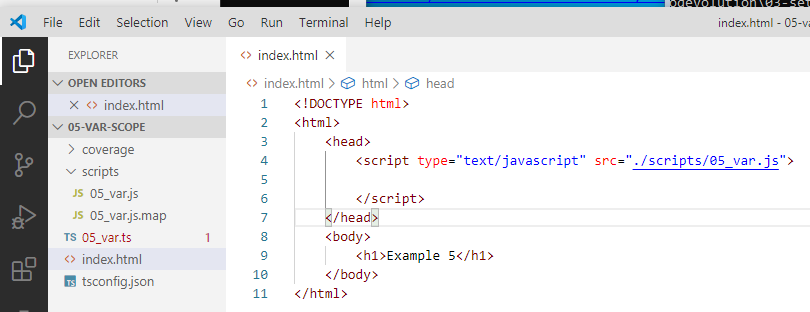 pdevolution\03-set
File Edit Selection View Go Run Terminal Help index.html - 05-va
EXPLORER
OPEN EDITORS
index.html
05-VAR-SCOPE
coverage
scripts
JS 05_var.js
JS 05_var.js.map
TS 05_var.ts 1
index.html
TS tsconfig.json
index.html
index.html > html > head
1 <!DOCTYPE html>
2 <html>
3 <head>
4 <script type="text/javascript" src="./scripts/05_var.js">
5
6 </script>
7 </head>
8 <body>
9 <h1>Example 5</h1>
10 </body>
11 </html>